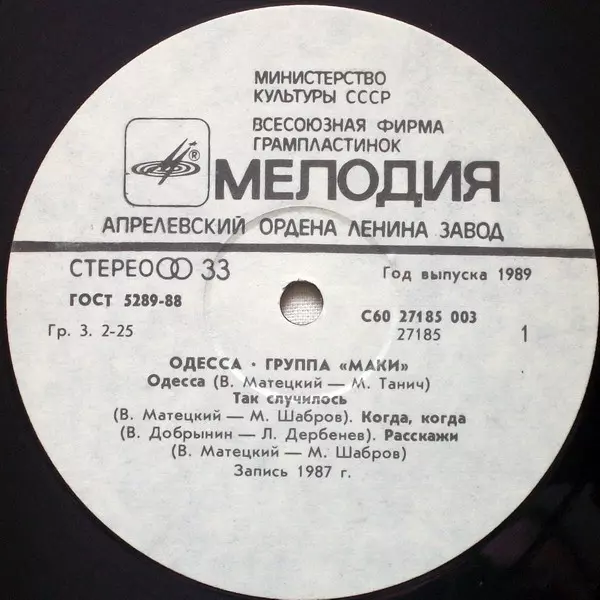 МИНИСТЕРСТВО
КУЛЬТУРЫ СССР
ВСЕСОЮЗНАЯ ФИРМА
ГРАМПЛАСТИНОК
®
МЕЛОДИЯ
АПРЕЛЕВСКИЙ ОРДЕНА ЛЕНИНА ЗАВОД
СТЕРЕО 33
Год выпуска 1989
ГОСТ 5289-88
С60 27185 003
Гр. 3. 2-25
27185
1
ОДЕССА · ГРУППА «МАКИ»
Одесса (В. Матецкий — М. Танич)
Так случилось
(В. Матецкий — М. Шабров). Когда, когда
(В. Добрынин — Л. Дербенев). Расскажи
(В. Матецкий — М. Шабров)
Запись 1987 г.